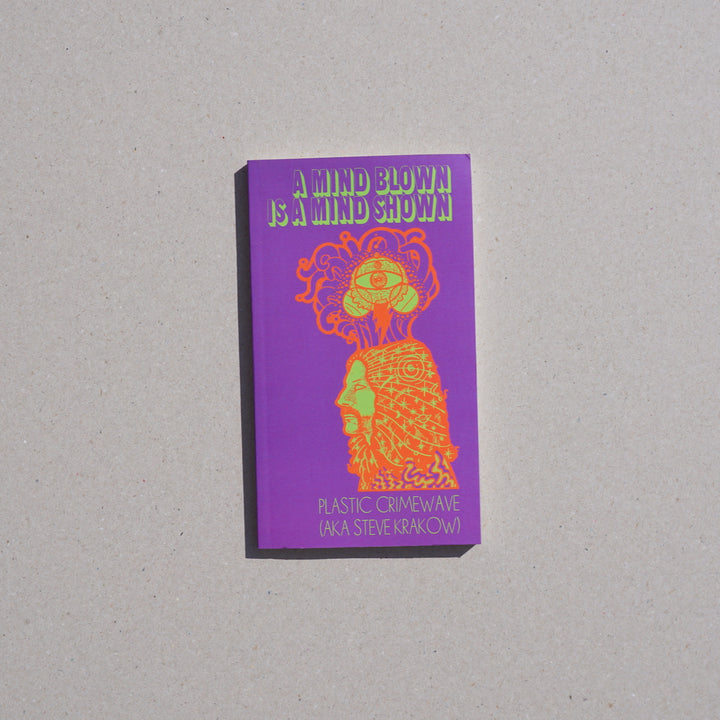 A MIND BLOWN
IS A MIND SHOWN
PLASTIC CRIMEWAVE
(AKA STEVE KRAKOW)